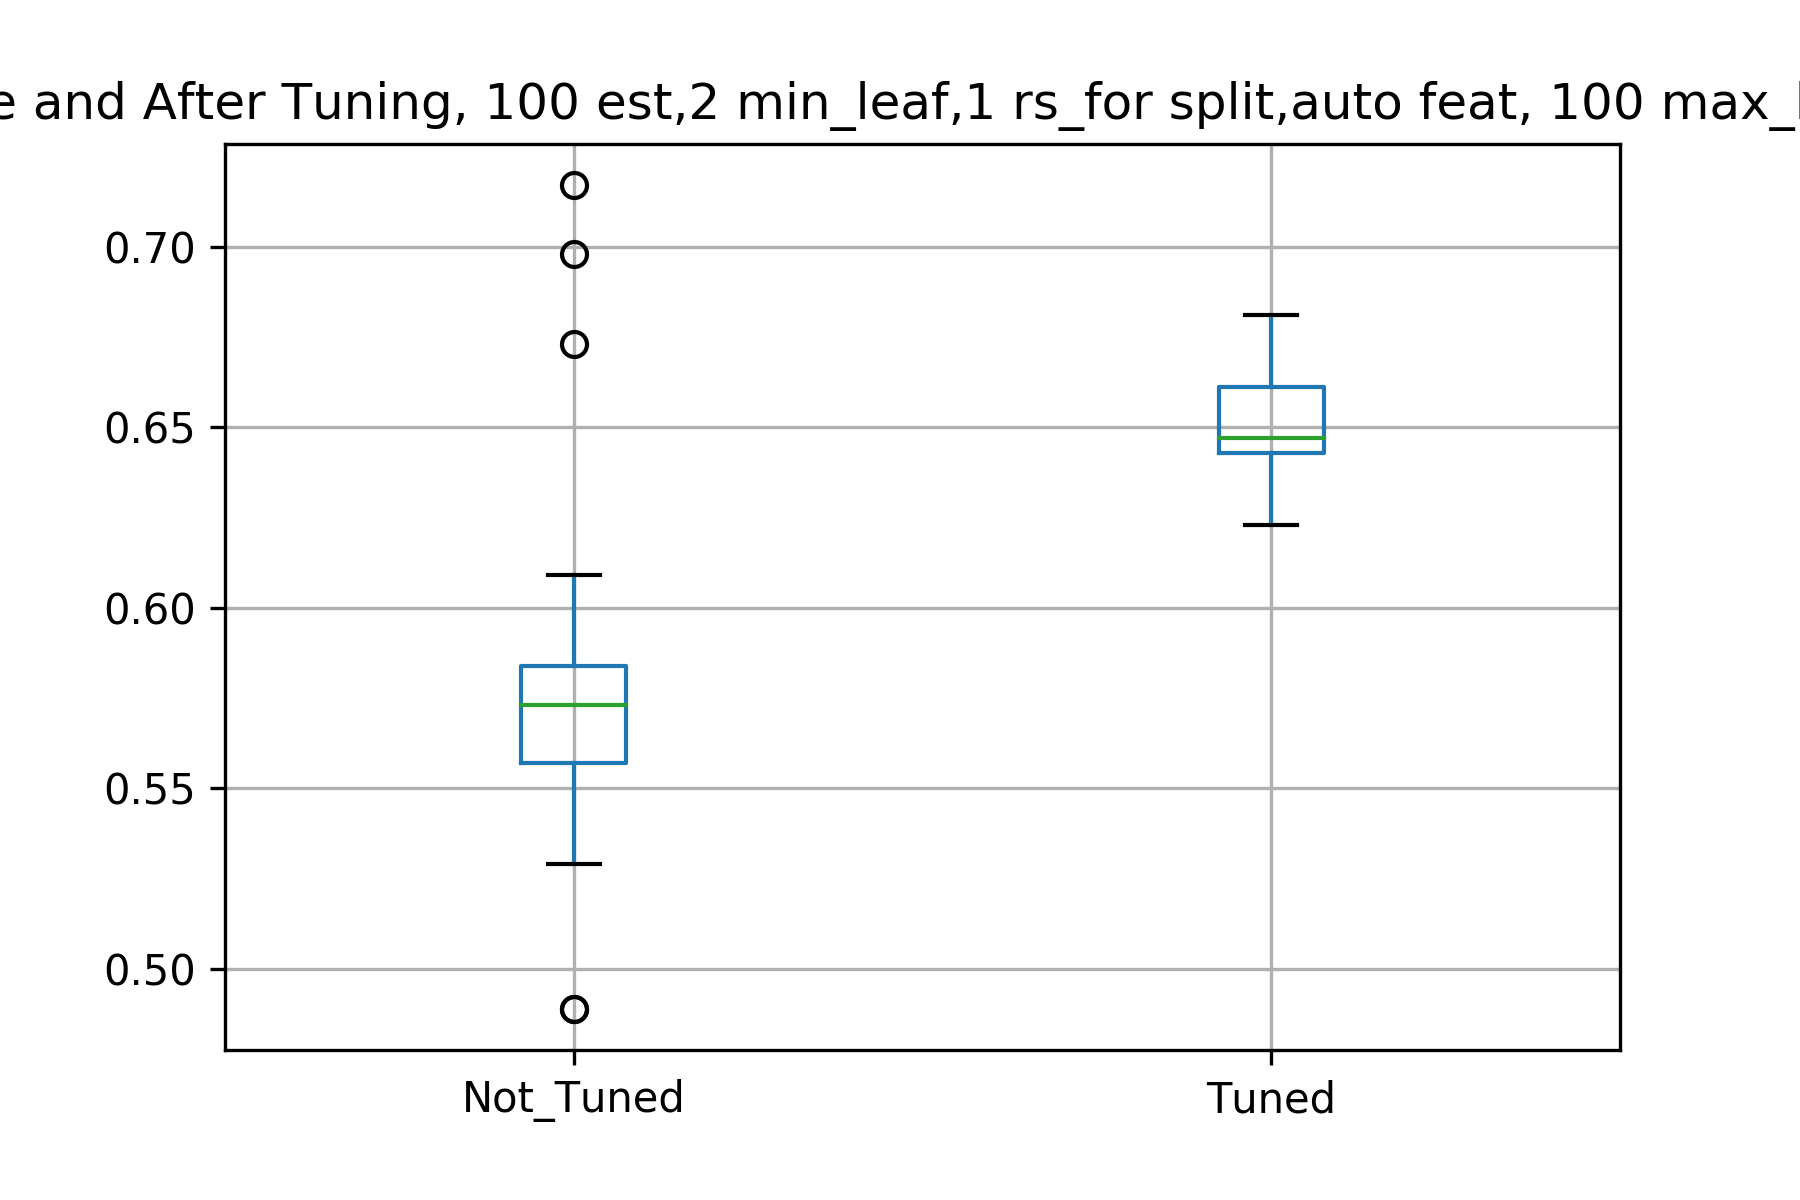 e and After Tuning, 100 est,2 min_leaf,1 rs_for split,auto feat, 100 max_
0.70
0.65
0.60
0.55
0.50
Not_Tuned
Tuned